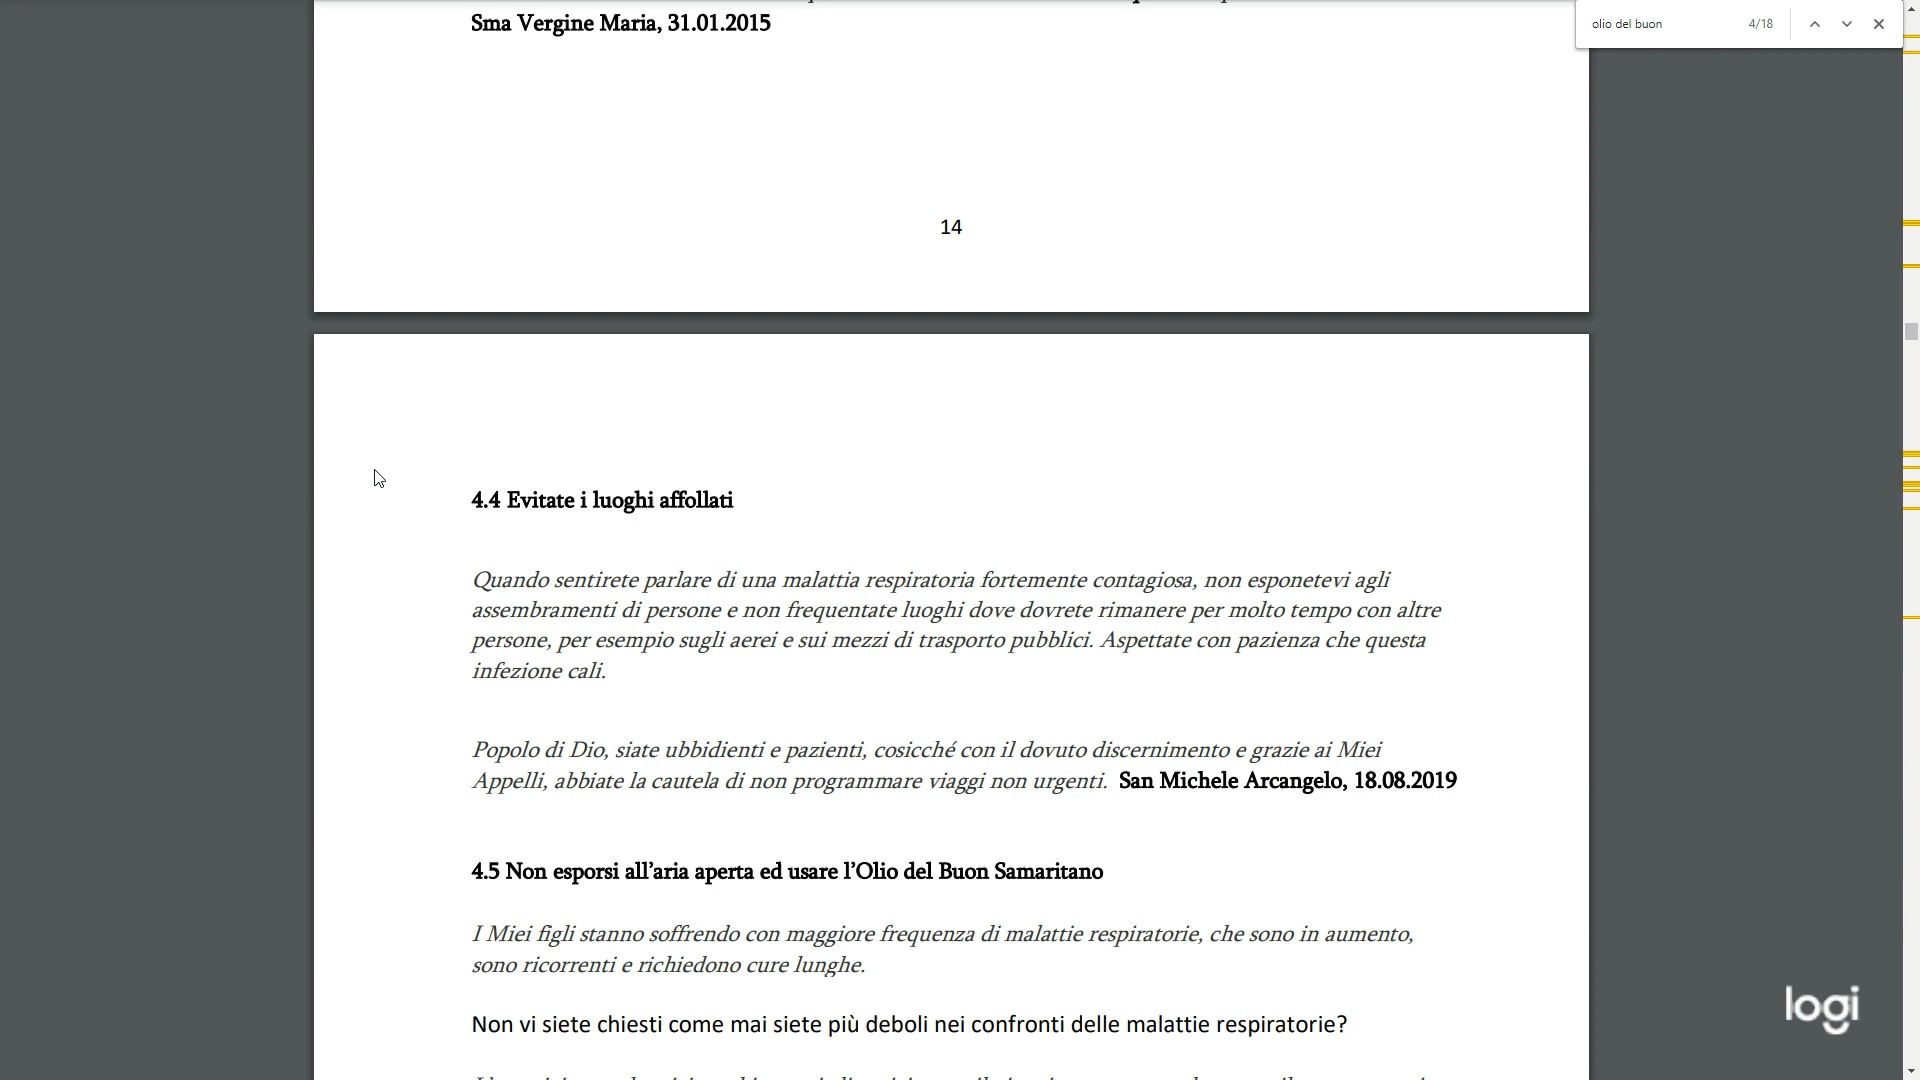 Sma Vergine Maria, 31.01.2015
olio del buon
4/18
14
4.4 Evitate i luoghi affollati
Quando sentirete parlare di una malattia respiratoria fortemente contagiosa, non esponetevi agli
assembramenti di persone e non frequentate luoghi dove dovrete rimanere per molto tempo con altre
persone, per esempio sugli aerei e sui mezzi di trasporto pubblici. Aspettate con pazienza che questa
infezione cali.
Popolo di Dio, siate ubbidienti e pazienti, cosicché con il dovuto discernimento e grazie ai Miei
Appelli, abbiate la cautela di non programmare viaggi non urgenti. San Michele Arcangelo, 18.08.2019
4.5 Non esporsi all’aria aperta ed usare l’Olio del Buon Samaritano
I Miei figli stanno soffrendo con maggiore frequenza di malattie respiratorie, che sono in aumento,
sono ricorrenti e richiedono cure lunghe.
Non vi siete chiesti come mai siete più deboli nei confronti delle malattie respiratorie?
logi